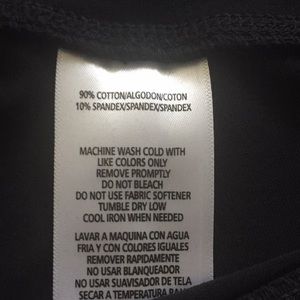 90% COTTON/ALGODON/COTON
10% SPANDEX/SPANDEX/SPANDEX
MACHINE WASH COLD WITH
LIKE COLORS ONLY
REMOVE PROMPTLY
DO NOT BLEACH
DO NOT USE FABRIC SOFTENER
TUMBLE DRY LOW
COOL IRON WHEN NEEDED
LAVAR A MAQUINA CON AGUA
FRIA Y CON COLORES IGUALES
REMOVER RAPIDAMENTE
NO USAR BLANQUEADOR
NO USAR SUAVISADOR DE TELA
SECAR A TEMPERATURA